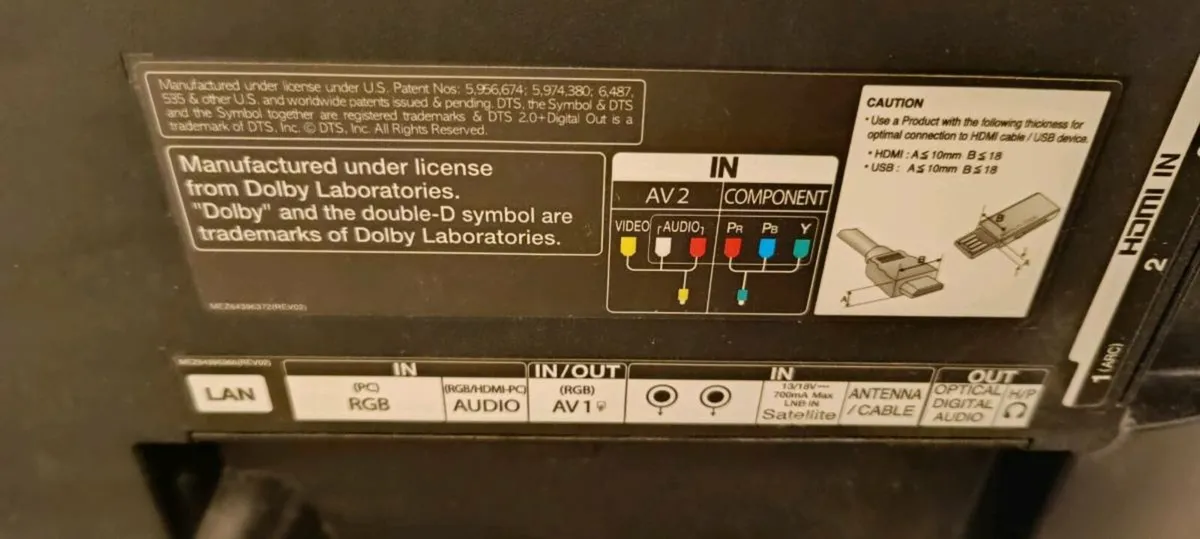 Manufactured under license under U.S. Patent Nos: 5,956,674; 5,974,380; 6,487,
535 & other U.S. and worldwide patents issued & pending. DTS, the Symbol & DTS
and the Symbol together are registered trademarks & DTS 2.0+Digital Out is a
trademark of DTS, Inc. © DTS, Inc. All Rights Reserved.
Manufactured under license
from Dolby Laboratories.
"Dolby" and the double-D symbol are
trademarks of Dolby Laboratories.
IN
AV 2 COMPONENT
VIDEO AUDIO PR PB Y
CAUTION
• Use a Product with the following thickness for
optimal connection to HDMI cable / USB device.
• HDMI : A≤10mm B≤18
• USB : A≤10mm B≤18
B
A
B
A
HDMI IN
2
1 (ARC)
LAN
IN
(PC)
RGB
(RGB/HDMI-PC)
AUDIO
IN/OUT
(RGB)
AV 1
IN
13/18V
700mA Max
LNB IN
Satellite
ANTENNA
/CABLE
OUT
OPTICAL
DIGITAL
AUDIO
H/P